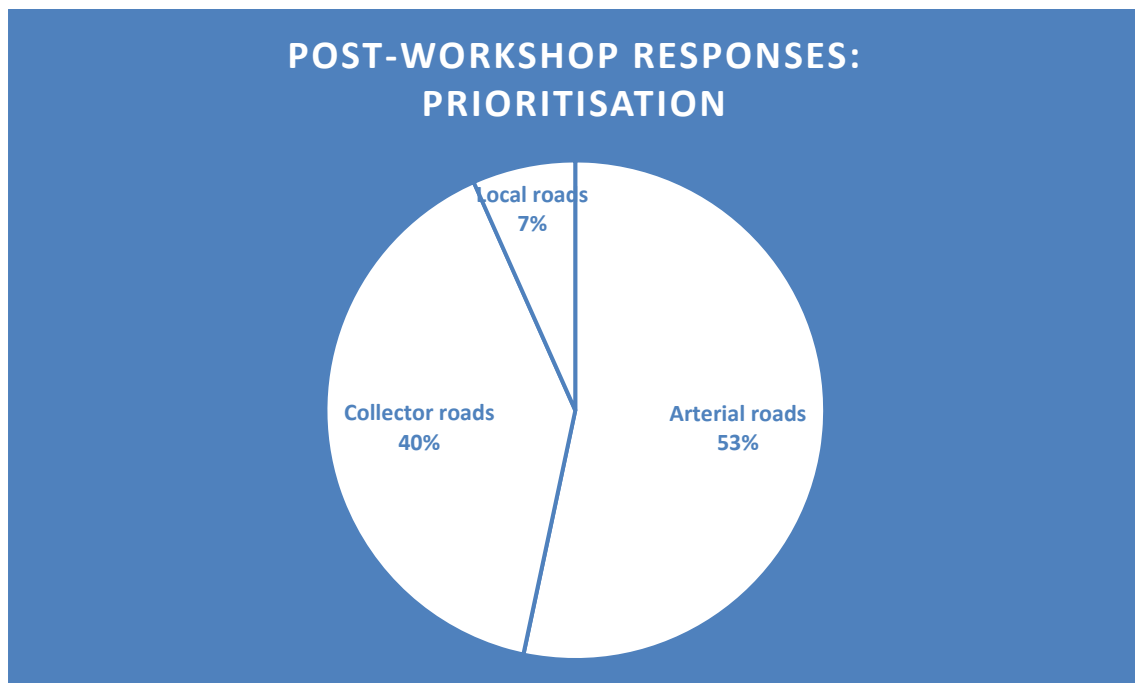 POST-WORKSHOP RESPONSES:
PRIORITISATION
Local roads
7%
Collector roads
40%
Arterial roads
53%